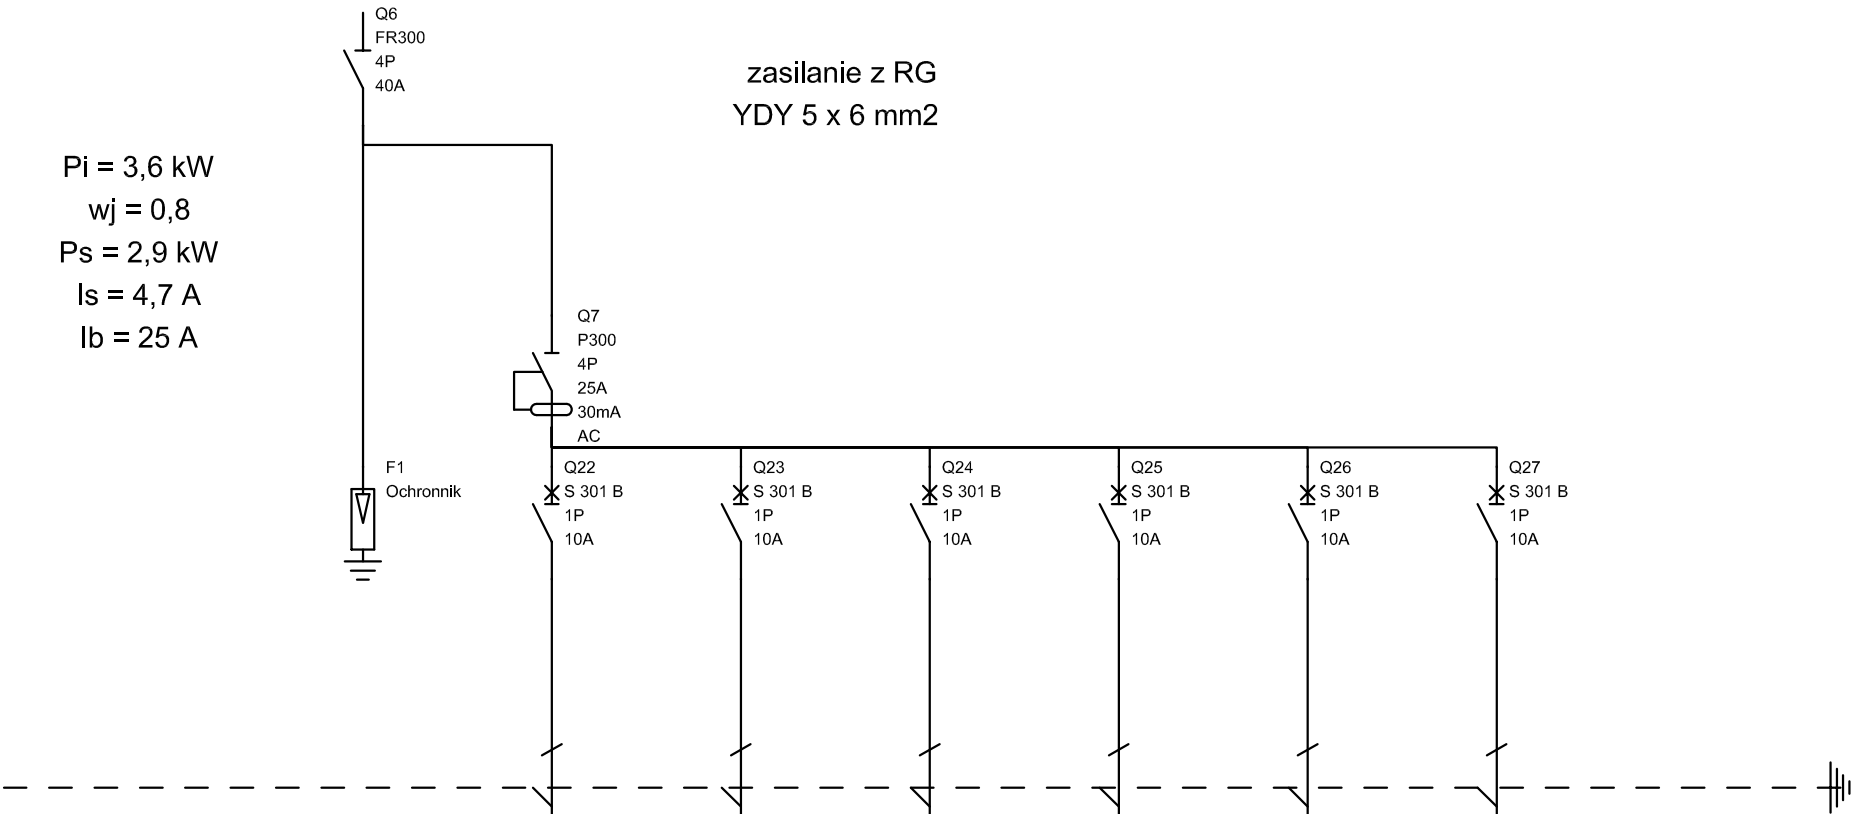 Q6
FR300
4P
40A
zasilanie z RG
YDY 5 x 6 mm2
Pi = 3,6 kW
wj = 0,8
Ps = 2,9 kW
Is = 4,7 A
Ib = 25 A
Q7
P300
4P
25A
30mA
AC
F1
Ochronnik
Q22
S 301 B
1P
10A
Q23
S 301 B
1P
10A
Q24
S 301 B
1P
10A
Q25
S 301 B
1P
10A
Q26
S 301 B
1P
10A
Q27
S 301 B
1P
10A